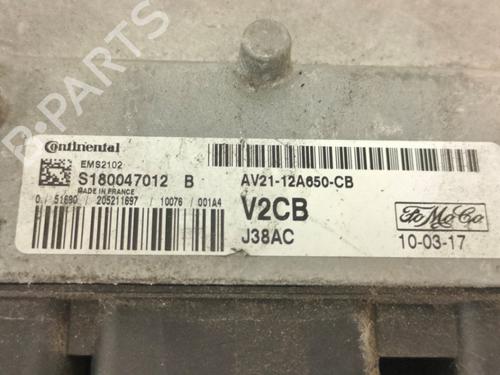 B-PARTS
Continental
EMS2102
S180047012 B
MADE IN FRANCE
AV21-12A650-CB
0 / 51690 / 205211697 / 10076 / 001A4
V2CB
J38AC
FoMoCo
10-03-17